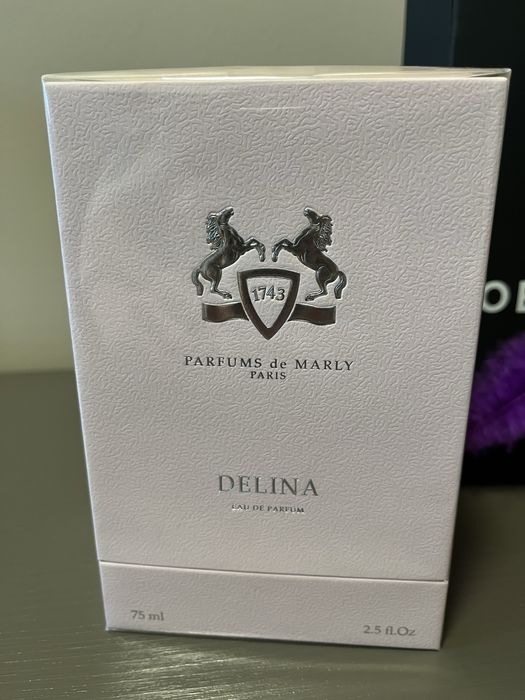 1743
PARFUMS de MARLY
PARIS
DELINA
EAU DE PARFUM
75 ml
2.5 fl.Oz